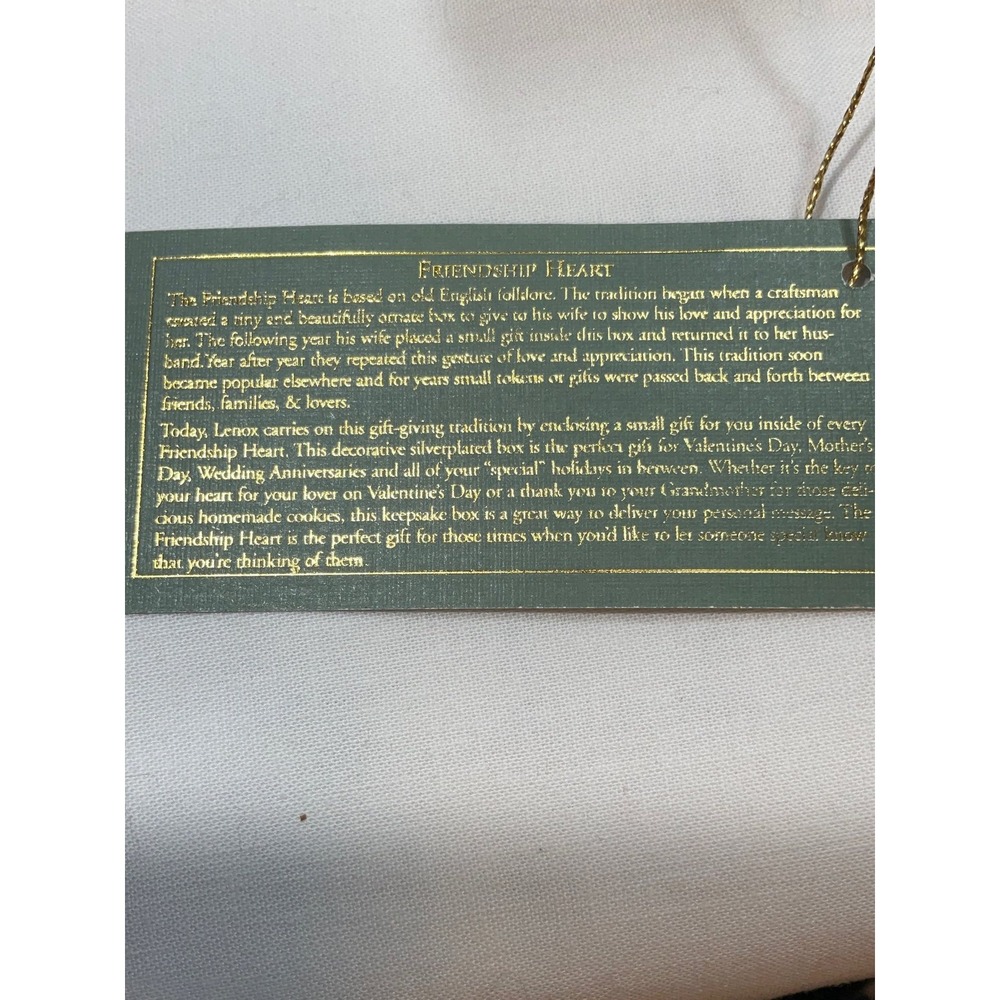 FRIENDSHIP HEART
The Friendship Heart is based on old English folklore. The tradition began when a craftsman
created a tiny and beautifully ornate box to give to his wife to show his love and appreciation for
her. The following year his wife placed a small gift inside this box and returned it to her hus-
band. Year after year they repeated this gesture of love and appreciation. This tradition soon
became popular elsewhere and for years small tokens or gifts were passed back and forth between
friends, families, & lovers.
Today, Lenox carries on this gift-giving tradition by enclosing a small gift for you inside of every
Friendship Heart. This decorative silverplated box is the perfect gift for Valentine's Day, Mother's
Day, Wedding Anniversaries and all of your "special" holidays in between. Whether it's the key to
your heart for your lover on Valentine's Day or a thank you to your Grandmother for those deli-
cious homemade cookies, this keepsake box is a great way to deliver your personal message. The
Friendship Heart is the perfect gift for those times when you'd like to let someone special know
that you're thinking of them.